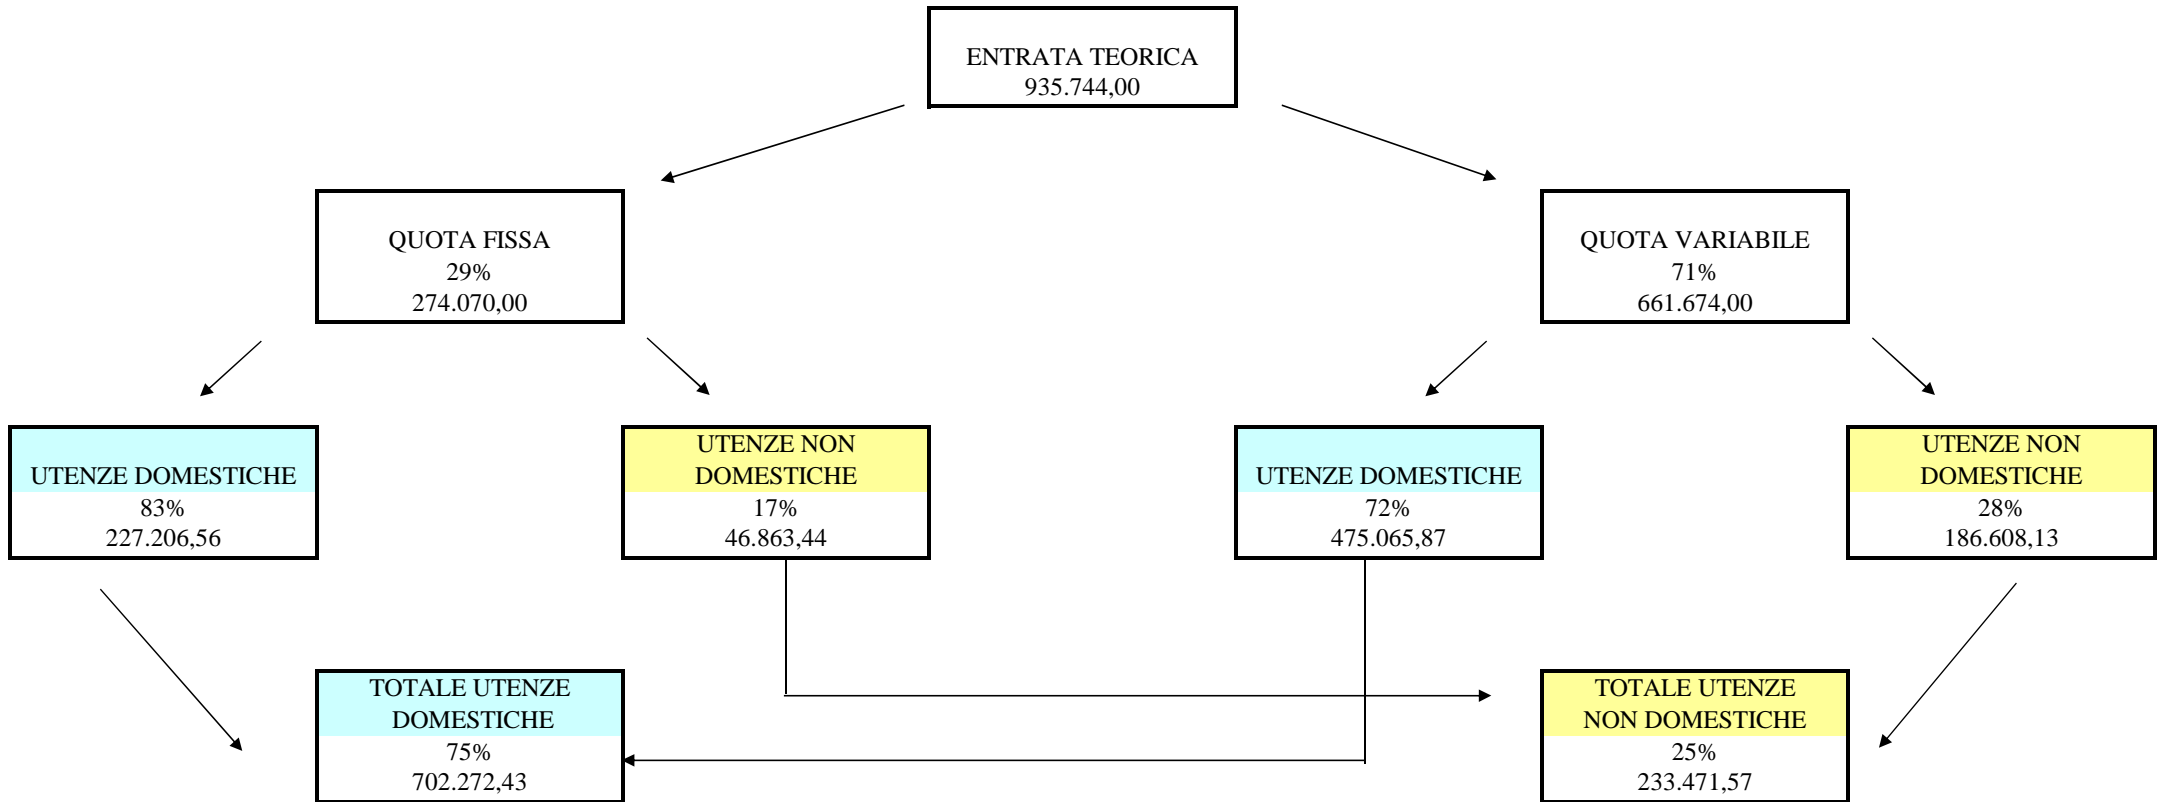 ENTRATA TEORICA
935.744,00
QUOTA FISSA
29%
274.070,00
QUOTA VARIABILE
71%
661.674,00
UTENZE DOMESTICHE
83%
227.206,56
UTENZE NON
DOMESTICHE
17%
46.863,44
UTENZE DOMESTICHE
72%
475.065,87
UTENZE NON
DOMESTICHE
28%
186.608,13
TOTALE UTENZE
DOMESTICHE
75%
702.272,43
TOTALE UTENZE
NON DOMESTICHE
25%
233.471,57